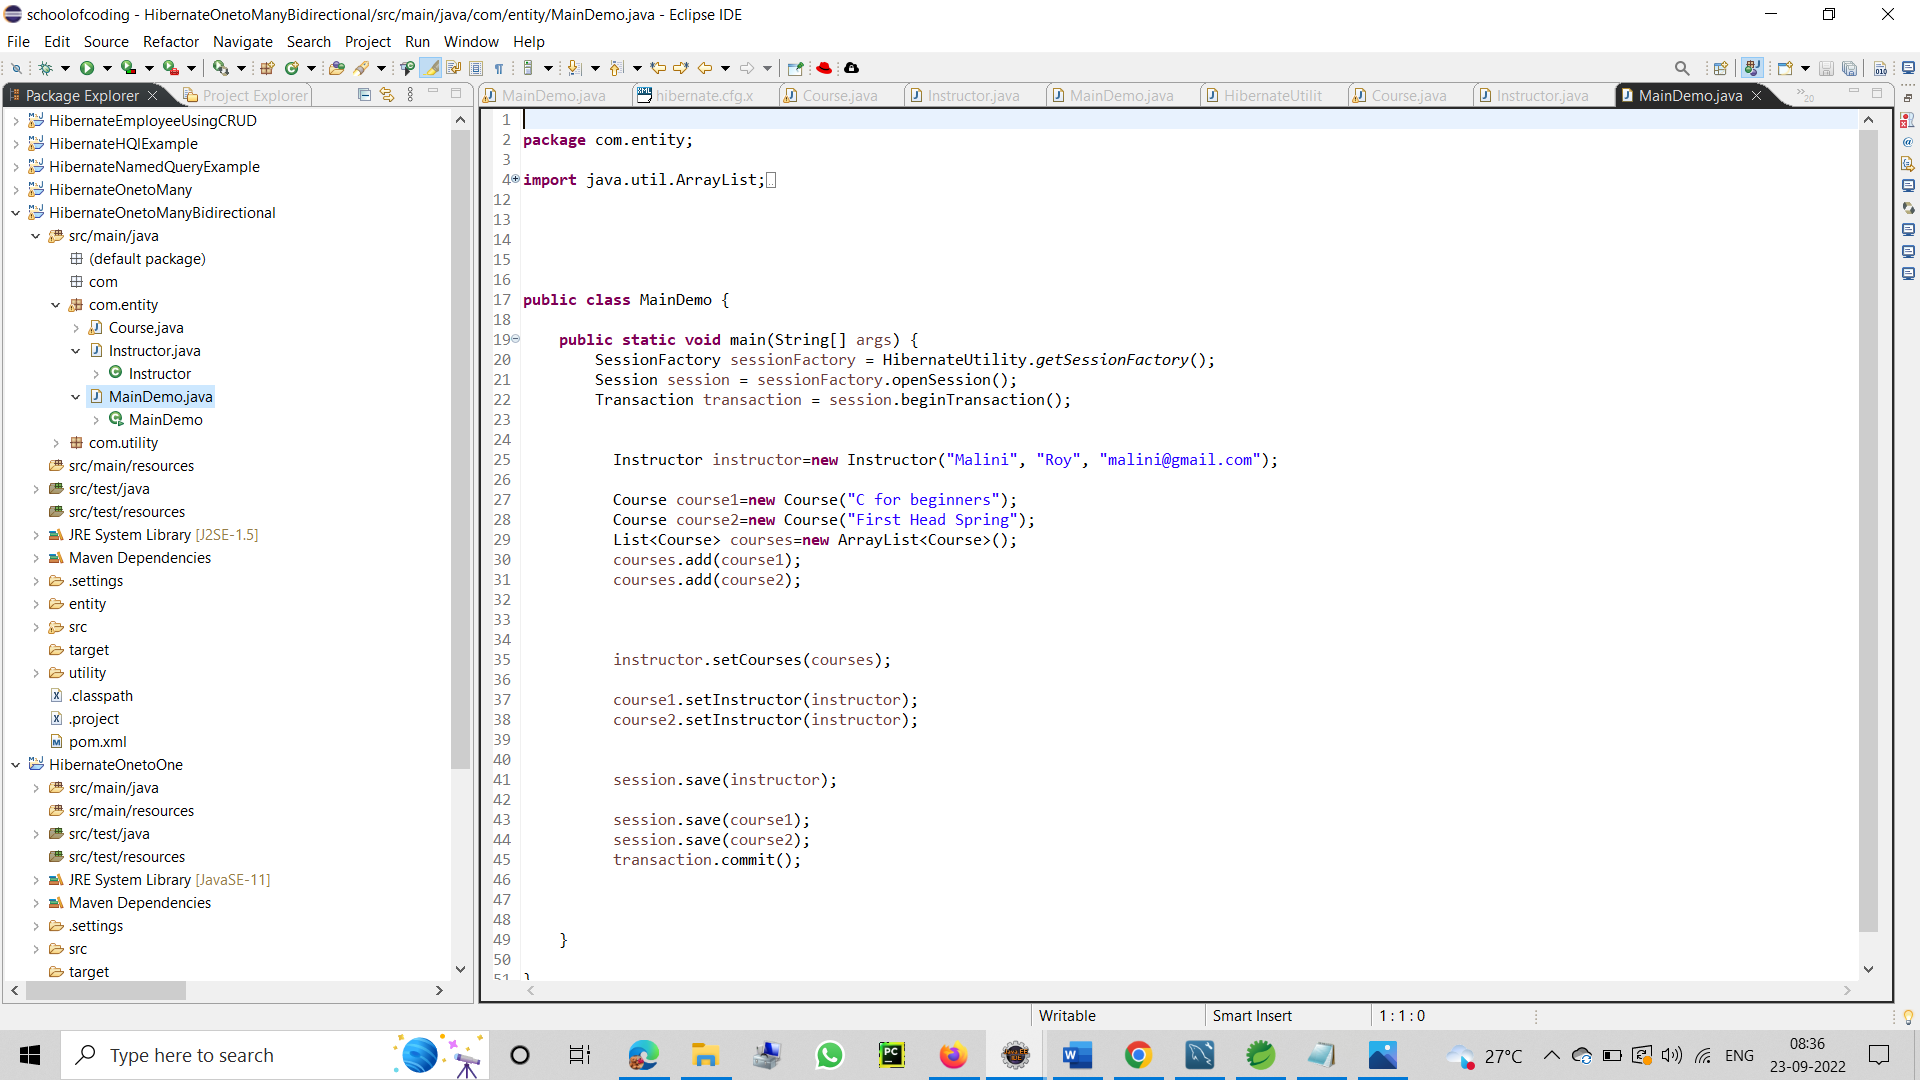 schoolofcoding - HibernateOnetoManyBidirectional/src/main/java/com/entity/MainDemo.java - Eclipse IDE
File Edit Source Refactor Navigate Search Project Run Window Help
Package Explorer Project Explorer
HibernateEmployeeUsingCRUD
HibernateHQlExample
HibernateNamedQueryExample
HibernateOnetoMany
HibernateOnetoManyBidirectional
src/main/java
(default package)
com
com.entity
Course.java
Instructor.java
Instructor
MainDemo.java
MainDemo
com.utility
src/main/resources
src/test/java
src/test/resources
JRE System Library [J2SE-1.5]
Maven Dependencies
.settings
entity
src
target
utility
.classpath
.project
pom.xml
HibernateOnetoOne
src/main/java
src/main/resources
src/test/java
src/test/resources
JRE System Library [JavaSE-11]
Maven Dependencies
.settings
src
target
MainDemo.java hibernate.cfg.x Course.java Instructor.java MainDemo.java HibernateUtilit Course.java Instructor.java MainDemo.java 20
1
2 package com.entity;
3
4 import java.util.ArrayList;
12
13
14
15
16
17 public class MainDemo {
18
19 public static void main(String[] args) {
20 SessionFactory sessionFactory = HibernateUtility.getSessionFactory();
21 Session session = sessionFactory.openSession();
22 Transaction transaction = session.beginTransaction();
23
24
25 Instructor instructor=new Instructor("Malini", "Roy", "malini@gmail.com");
26
27 Course course1=new Course("C for beginners");
28 Course course2=new Course("First Head Spring");
29 List<Course> courses=new ArrayList<Course>();
30 courses.add(course1);
31 courses.add(course2);
32
33
34
35 instructor.setCourses(courses);
36
37 course1.setInstructor(instructor);
38 course2.setInstructor(instructor);
39
40
41 session.save(instructor);
42
43 session.save(course1);
44 session.save(course2);
45 transaction.commit();
46
47
48
49 }
50
51 }
Writable Smart Insert 1 : 1 : 0
Type here to search
27°C ENG
08:36
23-09-2022